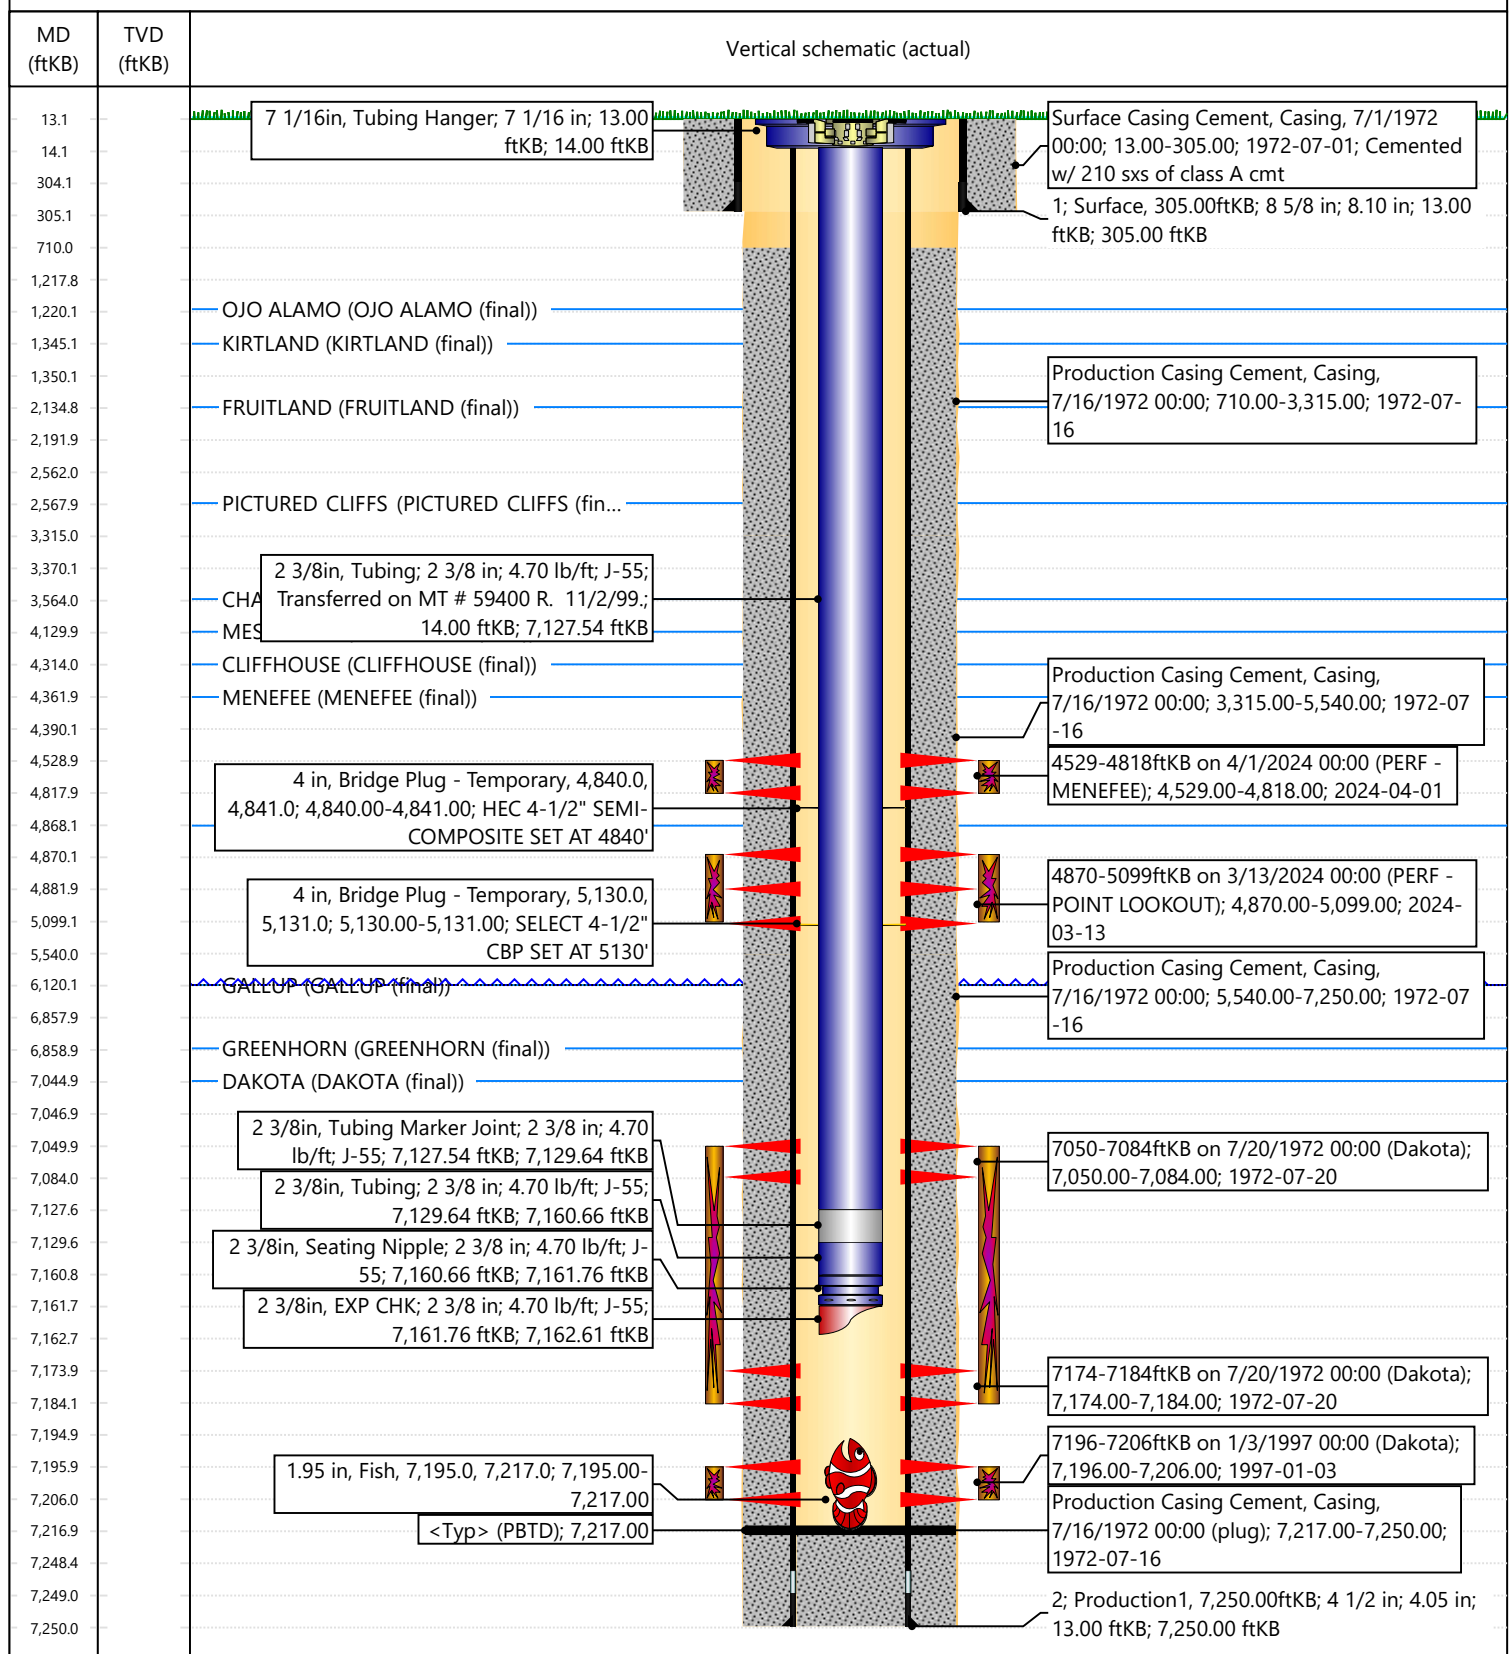 MD
(ftKB)
TVD
(ftKB)
Vertical schematic (actual)
13.1
14.1
304.1
305.1
710.0
1,217.8
1,220.1
1,345.1
1,350.1
2,134.8
2,191.9
2,562.0
2,567.9
3,315.0
3,370.1
3,564.0
4,129.9
4,314.0
4,361.9
4,390.1
4,528.9
4,817.9
4,868.1
4,870.1
4,881.9
5,099.1
5,540.0
6,120.1
6,857.9
6,858.9
7,044.9
7,046.9
7,049.9
7,084.0
7,127.6
7,129.6
7,160.8
7,161.7
7,162.7
7,173.9
7,184.1
7,194.9
7,195.9
7,206.0
7,216.9
7,248.4
7,249.0
7,250.0
7 1/16in, Tubing Hanger; 7 1/16 in; 13.00
ftKB; 14.00 ftKB
OJO ALAMO (OJO ALAMO (final))
KIRTLAND (KIRTLAND (final))
FRUITLAND (FRUITLAND (final))
PICTURED CLIFFS (PICTURED CLIFFS (fin...
2 3/8in, Tubing; 2 3/8 in; 4.70 lb/ft; J-55;
Transferred on MT # 59400 R.  11/2/99.;
14.00 ftKB; 7,127.54 ftKB
CHA
MES
CLIFFHOUSE (CLIFFHOUSE (final))
MENEFEE (MENEFEE (final))
4 in, Bridge Plug - Temporary, 4,840.0,
4,841.0; 4,840.00-4,841.00; HEC 4-1/2" SEMI-
COMPOSITE SET AT 4840'
4 in, Bridge Plug - Temporary, 5,130.0,
5,131.0; 5,130.00-5,131.00; SELECT 4-1/2"
CBP SET AT 5130'
GALLUP (GALLUP (final))
GREENHORN (GREENHORN (final))
DAKOTA (DAKOTA (final))
2 3/8in, Tubing Marker Joint; 2 3/8 in; 4.70
lb/ft; J-55; 7,127.54 ftKB; 7,129.64 ftKB
2 3/8in, Tubing; 2 3/8 in; 4.70 lb/ft; J-55;
7,129.64 ftKB; 7,160.66 ftKB
2 3/8in, Seating Nipple; 2 3/8 in; 4.70 lb/ft; J-
55; 7,160.66 ftKB; 7,161.76 ftKB
2 3/8in, EXP CHK; 2 3/8 in; 4.70 lb/ft; J-55;
7,161.76 ftKB; 7,162.61 ftKB
1.95 in, Fish, 7,195.0, 7,217.0; 7,195.00-
7,217.00
<Typ> (PBTD); 7,217.00
Surface Casing Cement, Casing, 7/1/1972
00:00; 13.00-305.00; 1972-07-01; Cemented
w/ 210 sxs of class A cmt
1; Surface, 305.00ftKB; 8 5/8 in; 8.10 in; 13.00
ftKB; 305.00 ftKB
Production Casing Cement, Casing,
7/16/1972 00:00; 710.00-3,315.00; 1972-07-
16
Production Casing Cement, Casing,
7/16/1972 00:00; 3,315.00-5,540.00; 1972-07
-16
4529-4818ftKB on 4/1/2024 00:00 (PERF -
MENEFEE); 4,529.00-4,818.00; 2024-04-01
4870-5099ftKB on 3/13/2024 00:00 (PERF -
POINT LOOKOUT); 4,870.00-5,099.00; 2024-
03-13
Production Casing Cement, Casing,
7/16/1972 00:00; 5,540.00-7,250.00; 1972-07
-16
7050-7084ftKB on 7/20/1972 00:00 (Dakota);
7,050.00-7,084.00; 1972-07-20
7174-7184ftKB on 7/20/1972 00:00 (Dakota);
7,174.00-7,184.00; 1972-07-20
7196-7206ftKB on 1/3/1997 00:00 (Dakota);
7,196.00-7,206.00; 1997-01-03
Production Casing Cement, Casing,
7/16/1972 00:00 (plug); 7,217.00-7,250.00;
1972-07-16
2; Production1, 7,250.00ftKB; 4 1/2 in; 4.05 in;
13.00 ftKB; 7,250.00 ftKB